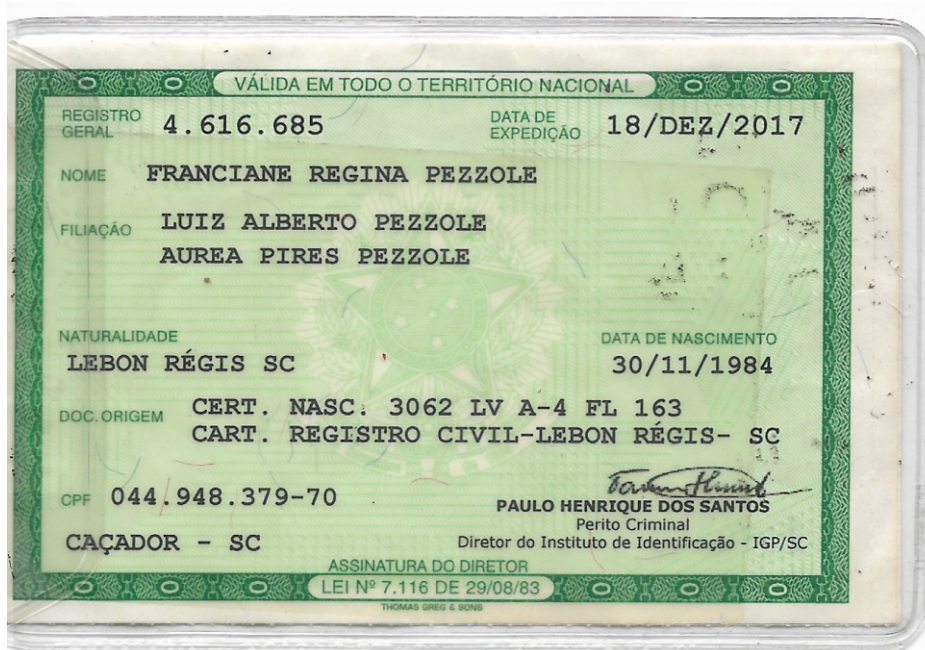 VÁLIDA EM TODO O TERRITÓRIO NACIONAL
REGISTRO GERAL 4.616.685 DATA DE EXPEDIÇÃO 18/DEZ/2017
NOME FRANCIANE REGINA PEZZOLE
FILIAÇÃO LUIZ ALBERTO PEZZOLE
AUREA PIRES PEZZOLE
NATURALIDADE DATA DE NASCIMENTO
LEBON RÉGIS SC 30/11/1984
DOC. ORIGEM CERT. NASC. 3062 LV A-4 FL 163
CART. REGISTRO CIVIL-LEBON RÉGIS- SC
CPF 044.948.379-70
PAULO HENRIQUE DOS SANTOS
Perito Criminal
CAÇADOR - SC Diretor do Instituto de Identificação - IGP/SC
ASSINATURA DO DIRETOR
LEI Nº 7.116 DE 29/08/83
THOMAS GREG & SONS